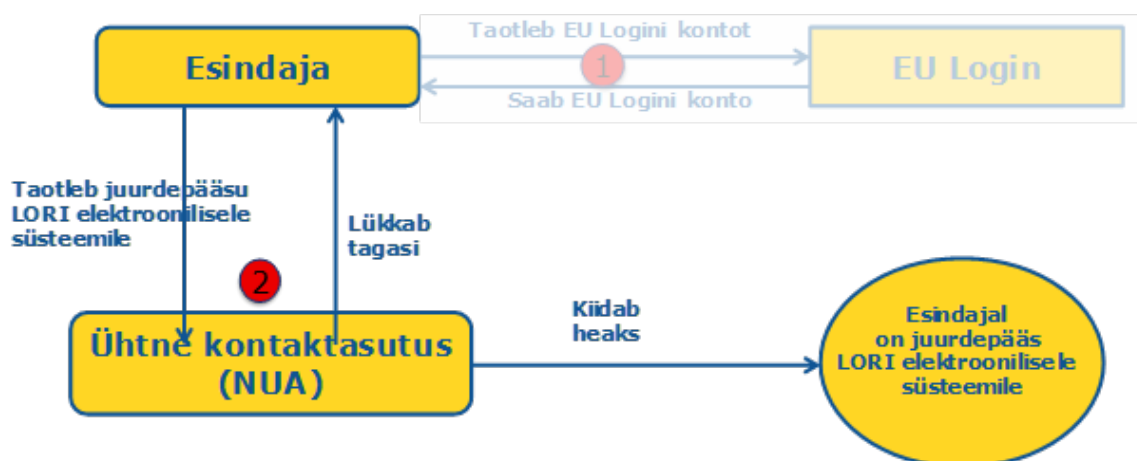 Taotleb EU Logini kontot
Esindaja
1
EU Login
Saab EU Logini konto
Taotleb juurdepääsu
LORI elektroonilisele
süsteemile
Lükkab
tagasi
2
Ühtne kontaktasutus
(NUA)
Kiidab
heaks
Esindajal
on juurdepääs
LORI elektroonilisele
süsteemile